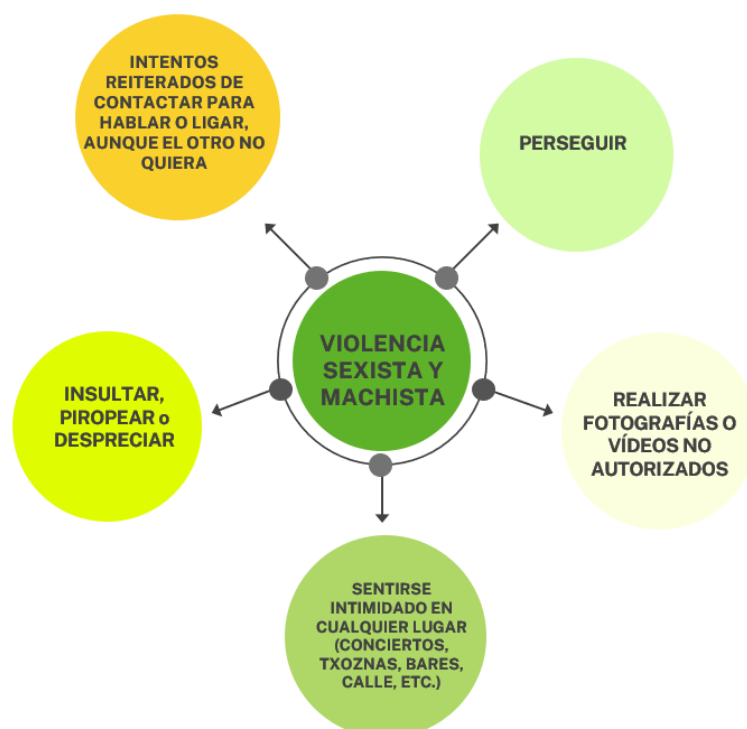 INTENTOS
REITERADOS DE
CONTACTAR PARA
HABLAR O LIGAR,
AUNQUE EL OTRO NO
QUIERA
PERSEGUIR
VIOLENCIA
SEXISTA Y
MACHISTA
INSULTAR,
PIROPEAR o
DESPRECIAR
REALIZAR
FOTOGRAFÍAS O
VÍDEOS NO
AUTORIZADOS
SENTIRSE
INTIMIDADO EN
CUALQUIER LUGAR
(CONCIERTOS,
TXOZNAS, BARES,
CALLE, ETC.)